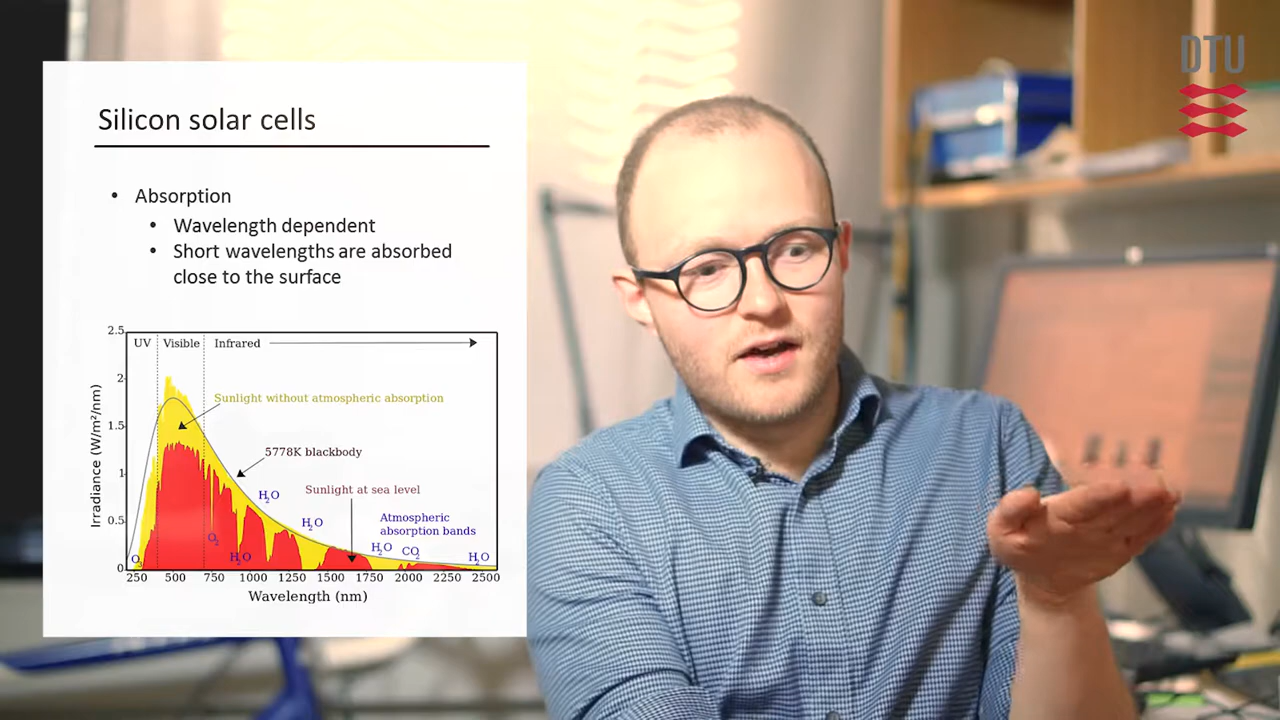 DTU
Silicon solar cells
• Absorption
• Wavelength dependent
• Short wavelengths are absorbed
close to the surface
UV Visible Infrared
Sunlight without atmospheric absorption
5778K blackbody
H2O
Sunlight at sea level
H2O
Atmospheric
absorption bands
O2
H2O
CO2
O3
H2O
H2O
2.5
2
1.5
1
0.5
0
Irradiance (W/m²/nm)
250 500 750 1000 1250 1500 1750 2000 2250 2500
Wavelength (nm)